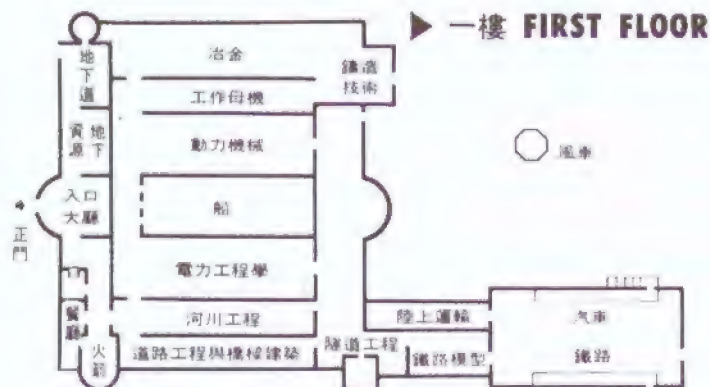 ▶ 一樓 FIRST FLOOR
地下道
冶金
鑄造
技術
工作母機
地下
資源
動力機械
風車
入口
大廳
船
正門
電力工程學
餐廳
河川工程
陸上運輸
汽車
火箭
道路工程與橋樑建築
隧道工程
鐵路模型
鐵路